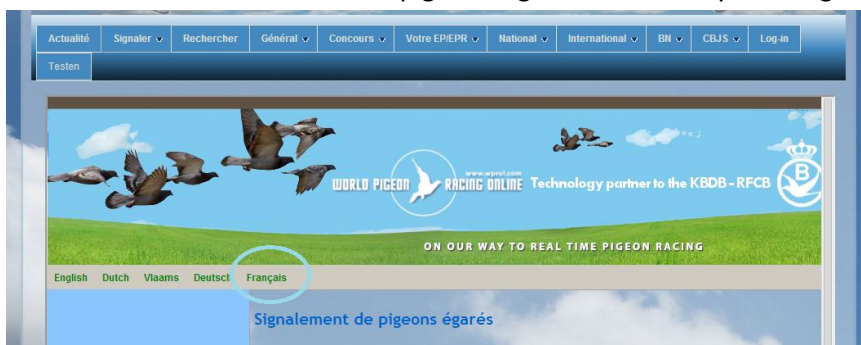 Actualité Signaler Rechercher Général Concours Votre EP/EPR National International BN CBJS Log-in
Testen
www.wprol.com
WORLD PIGEON RACING ONLINE Technology partner to the KBDB - RFCB B
ON OUR WAY TO REAL TIME PIGEON RACING
English Dutch Vlaams Deutsch Français
Signalement de pigeons égarés